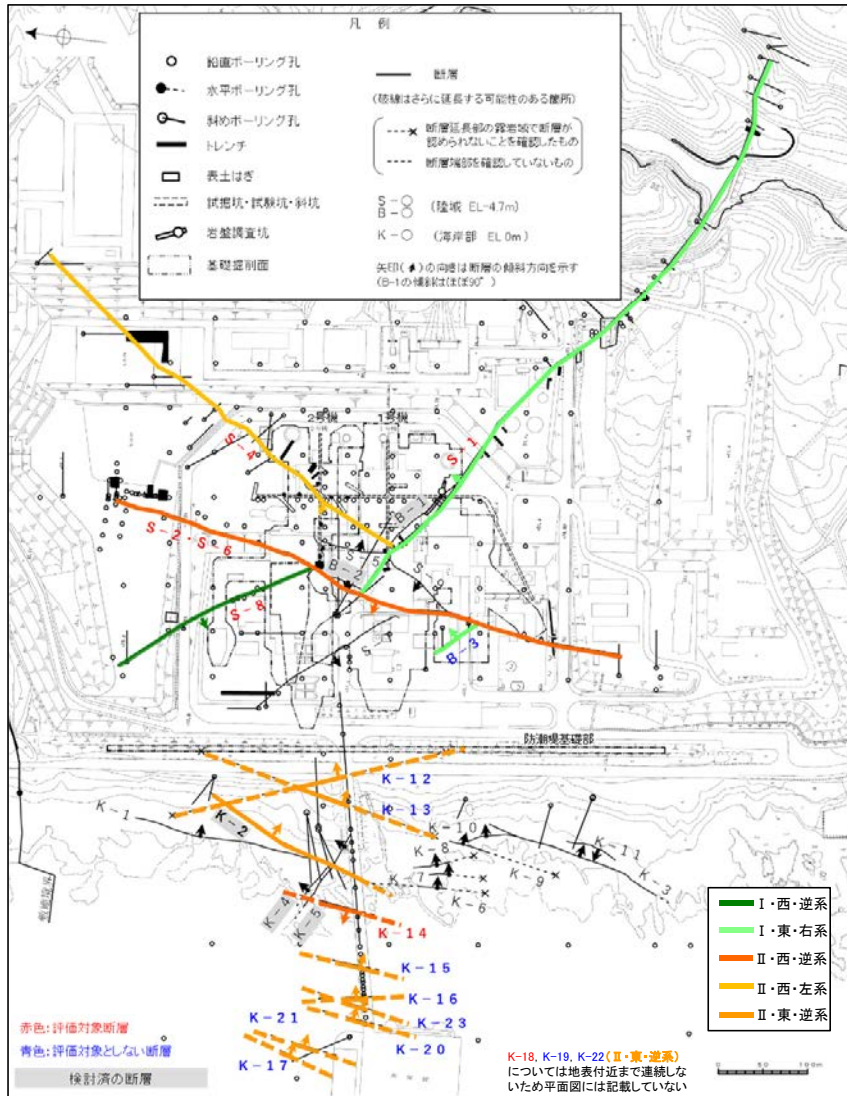 凡 例
鉛直ボーリング孔
水平ボーリング孔
斜めボーリング孔
トレンチ
表土はぎ
試掘坑・試験坑・斜坑
岩盤調査坑
基礎掘削面
断層
(破線はさらに延長する可能性のある箇所)
断層延長部の露岩域で断層が
認められないことを確認したもの
断層端部を確認していないもの
S-○
B-○
(陸域 EL-4.7m)
K-○
(海岸部 EL 0m)
矢印( )の向きは断層の傾斜方向を示す
(B-1の傾斜はほぼ90°)
2号機
1号機
S-4
S-1
B-1
S-2・S-6
S-5
B-2
S-9
S-8
S-7
B-3
防潮堤基礎部
K-12
K-13
K-1
K-2
K-10
K-8
K-11
K-7
K-9
K-3
K-6
K-4
K-5
K-14
K-15
K-16
K-21
K-23
K-20
K-17
I・西・逆系
I・東・右系
II・西・逆系
II・西・左系
II・東・逆系
赤色:評価対象断層
青色:評価対象としない断層
検討済の断層
K-18, K-19, K-22(II・東・逆系)
については地表付近まで連続しな
いため平面図には記載していない
0 50 100m